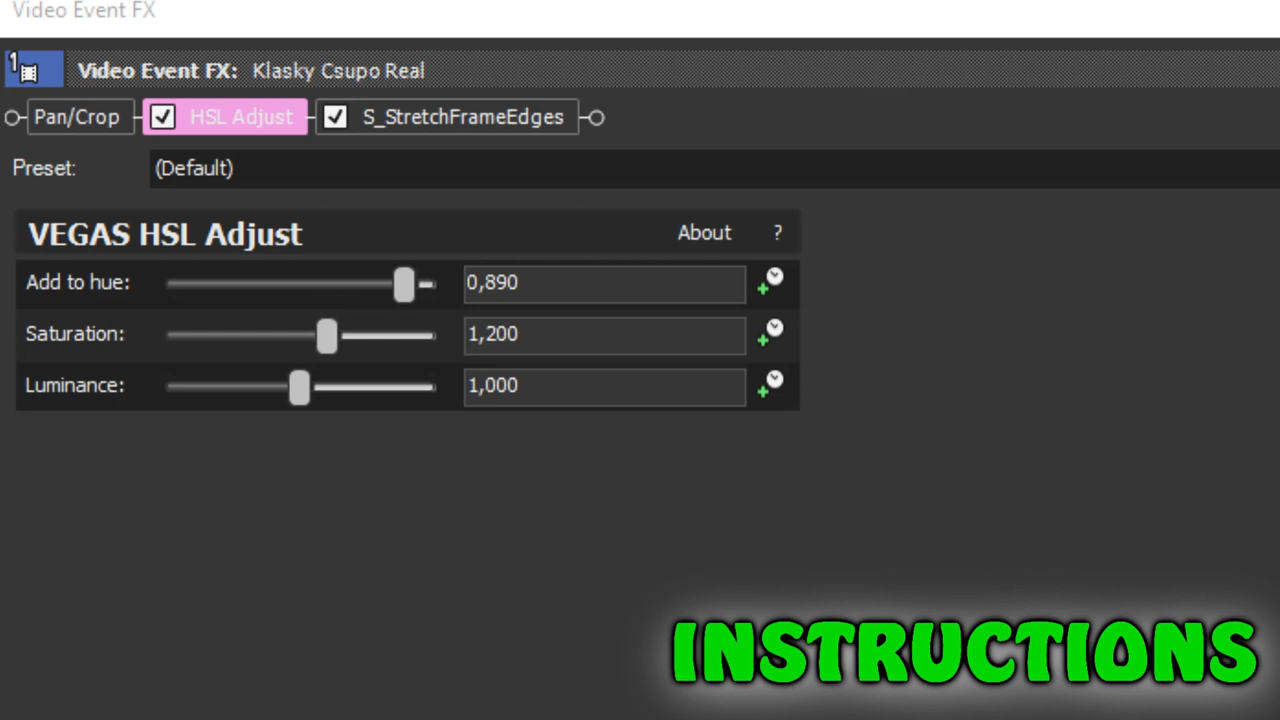 Video Event FX
1 Video Event FX: Klasky Csupo Real
Pan/Crop HSL Adjust S_StretchFrameEdges
Preset: (Default)
VEGAS HSL Adjust About ?
Add to hue: 0,890
Saturation: 1,200
Luminance: 1,000
INSTRUCTIONS